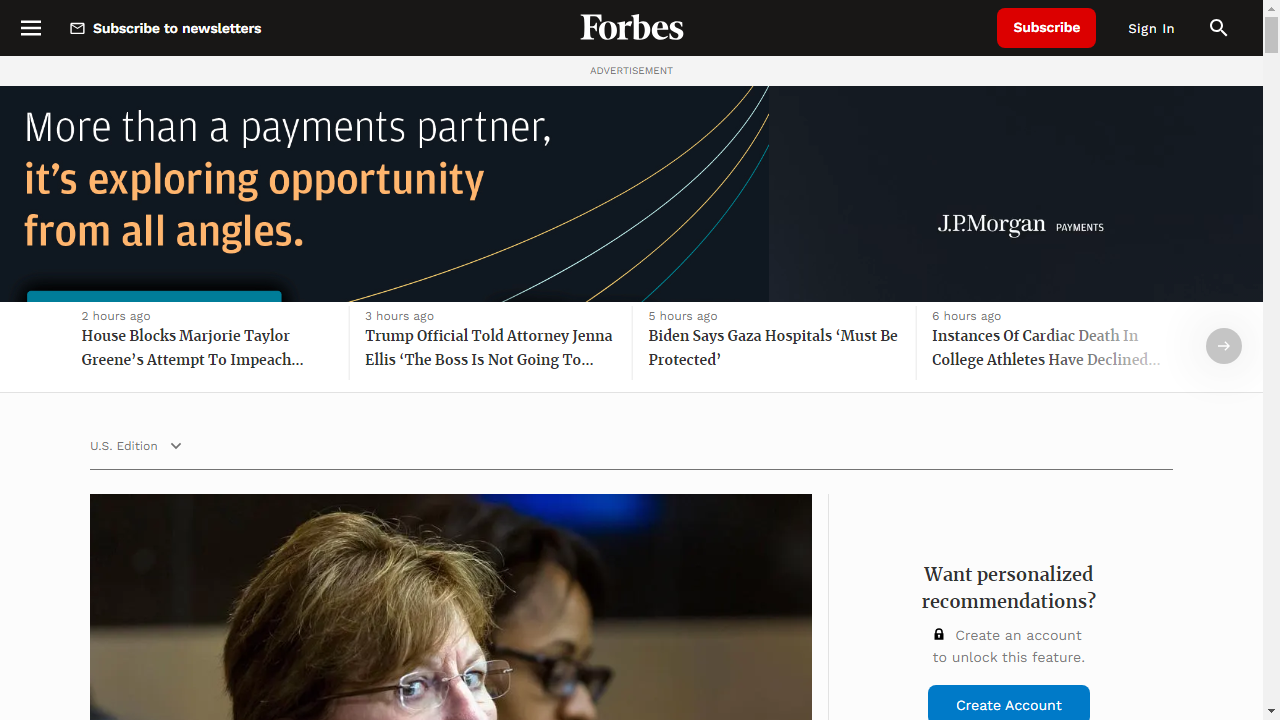 Subscribe to newsletters
Forbes
Subscribe
Sign In
ADVERTISEMENT
More than a payments partner,
it’s exploring opportunity
from all angles.
J.P.Morgan PAYMENTS
2 hours ago
House Blocks Marjorie Taylor
Greene’s Attempt To Impeach...
3 hours ago
Trump Official Told Attorney Jenna
Ellis ‘The Boss Is Not Going To...
5 hours ago
Biden Says Gaza Hospitals ‘Must Be
Protected’
6 hours ago
Instances Of Cardiac Death In
College Athletes Have Declined...
U.S. Edition
Want personalized
recommendations?
Create an account
to unlock this feature.
Create Account